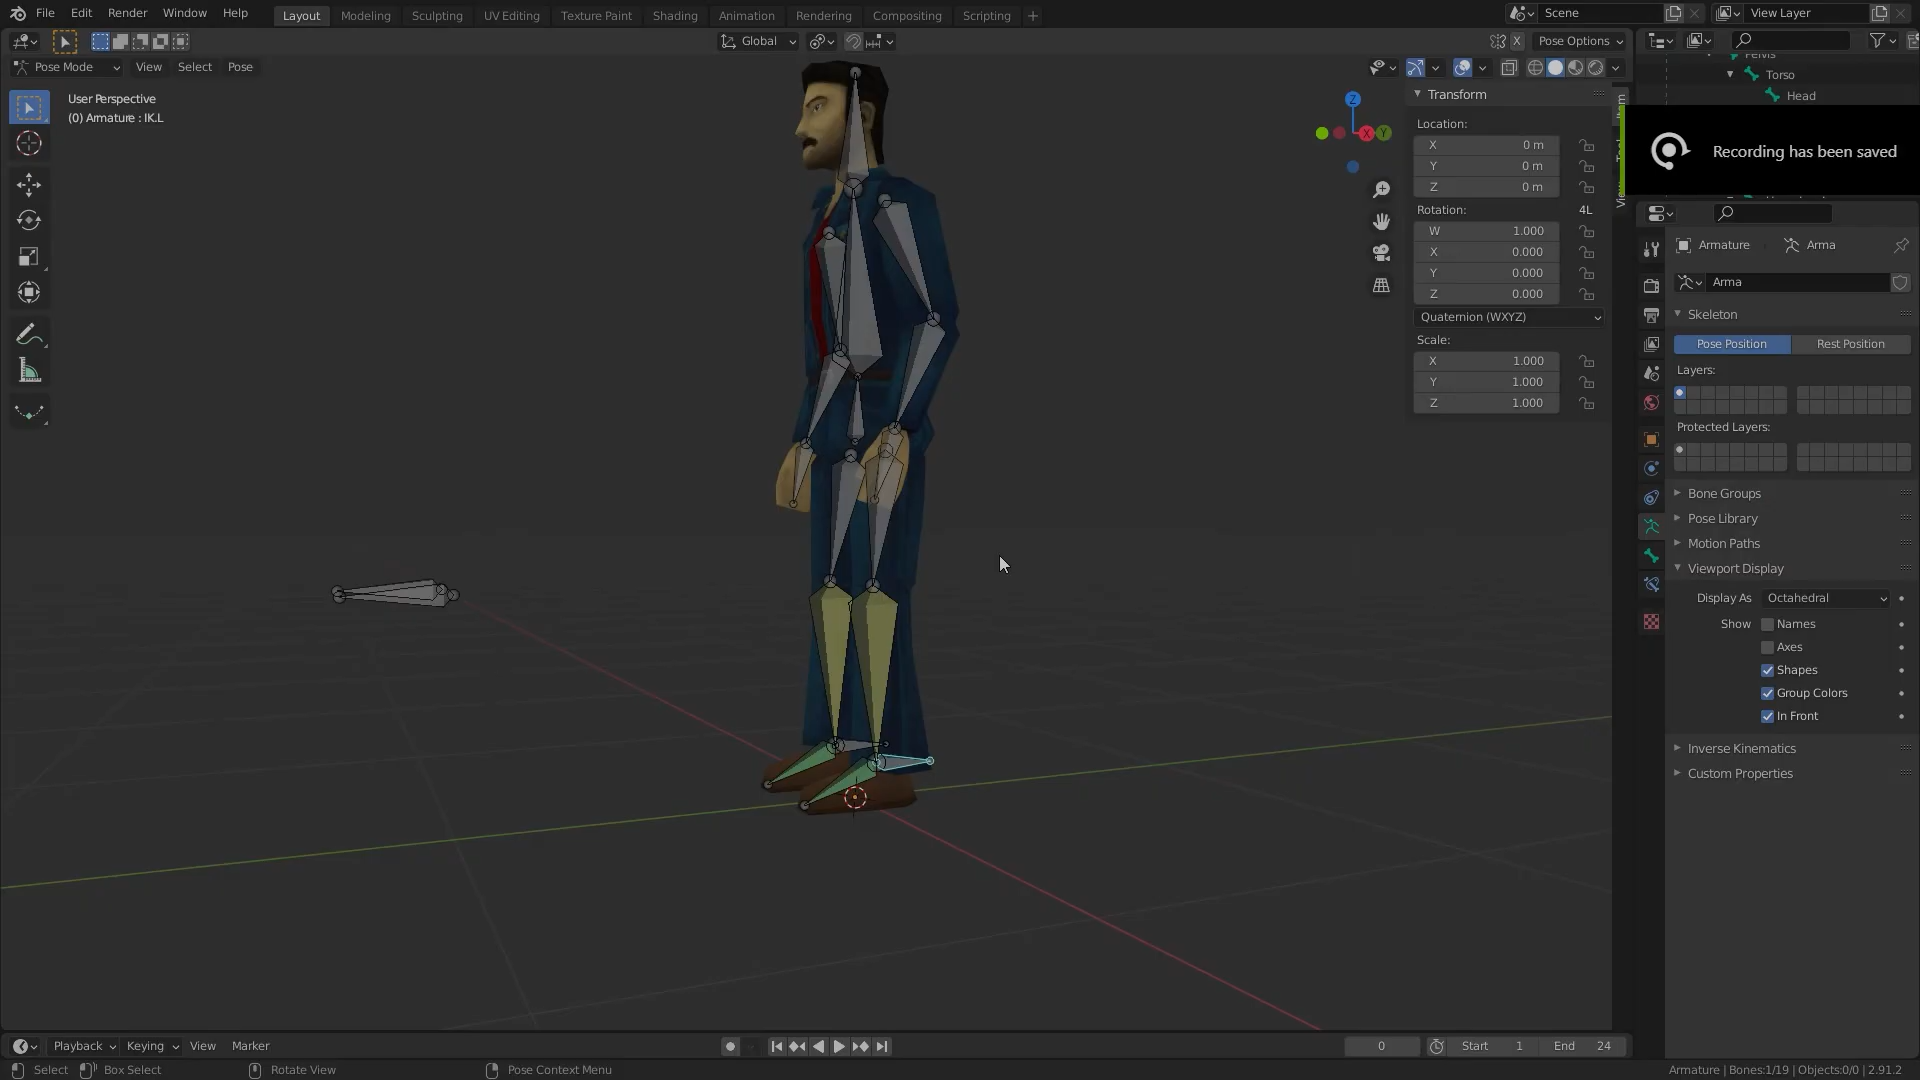 File Edit Render Window Help Layout Modeling Sculpting UV Editing Texture Paint Shading Animation Rendering Compositing Scripting + Scene View Layer
Global X Pose Options
Pose Mode View Select Pose
User Perspective
(0) Armature : IK.L
Z
X
Y
Transform
Location:
X 0 m
Y 0 m
Z 0 m
Rotation: 4L
W 1.000
X 0.000
Y 0.000
Z 0.000
Quaternion (WXYZ)
Scale:
X 1.000
Y 1.000
Z 1.000
Torso
Head
Recording has been saved
Armature Arma
Arma
Skeleton
Pose Position Rest Position
Layers:
Protected Layers:
Bone Groups
Pose Library
Motion Paths
Viewport Display
Display As Octahedral
Show Names
Axes
Shapes
Group Colors
In Front
Inverse Kinematics
Custom Properties
Playback Keying View Marker 0 Start 1 End 24
Select Box Select Rotate View Pose Context Menu Armature | Bones:1/19 | Objects:0/0 | 2.91.2